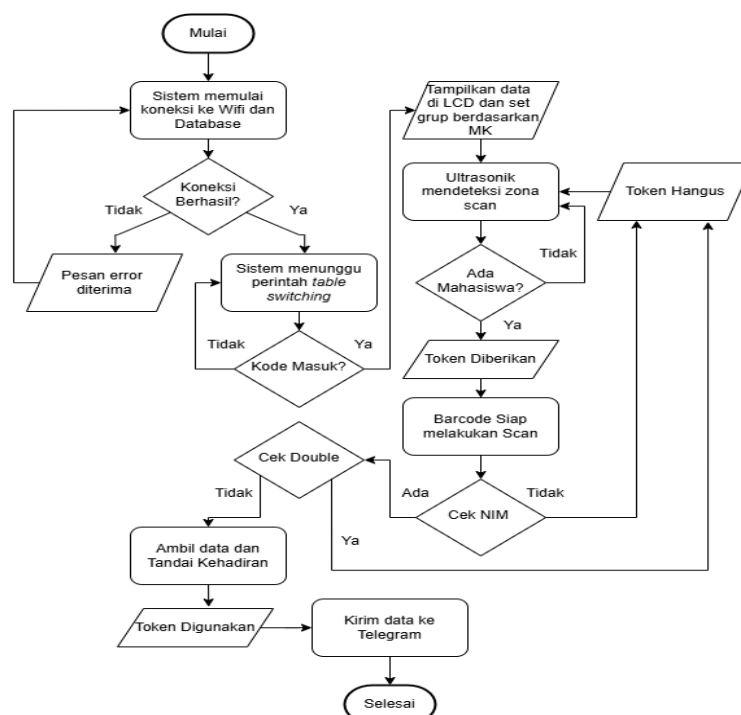 Mulai
Sistem memulai
koneksi ke Wifi dan
Database
Koneksi
Berhasil?
Tidak
Ya
Pesan error
diterima
Sistem menunggu
perintah table
switching
Tidak
Kode Masuk?
Ya
Tampilkan data
di LCD dan set
grup berdasarkan
MK
Ultrasonik
mendeteksi zona
scan
Token Hangus
Tidak
Ada
Mahasiswa?
Ya
Token Diberikan
Barcode Siap
melakukan Scan
Cek NIM
Ada
Tidak
Cek Double
Tidak
Ya
Ambil data dan
Tandai Kehadiran
Token Digunakan
Kirim data ke
Telegram
Selesai